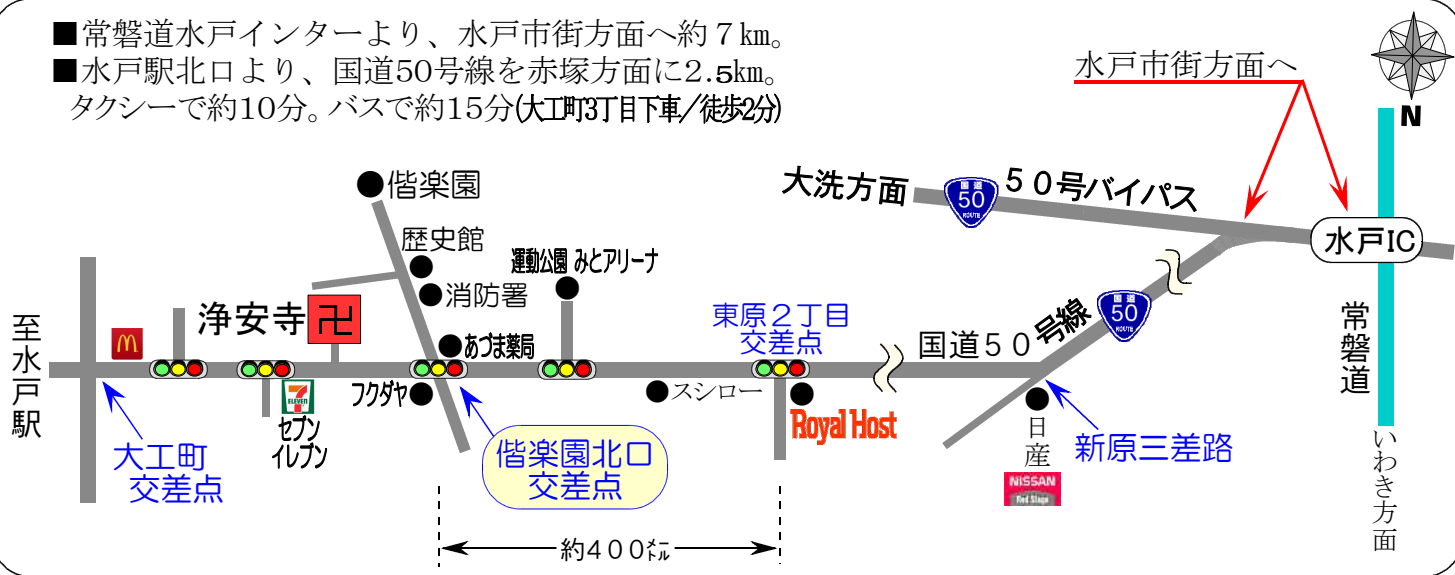 ■常磐道水戸インターより、水戸市街方面へ約７㎞。
■水戸駅北口より、国道50号線を赤塚方面に2.5㎞。
タクシーで約10分。バスで約15分(大工町3丁目下車／徒歩2分)
水戸市街方面へ
N
偕楽園
大洗方面
国道
50
ROUTE
５０号バイパス
水戸IC
歴史館
運動公園 みとアリーナ
消防署
浄安寺
卍
東原２丁目
交差点
国道
50
ROUTE
国道５０号線
常磐道
至水戸駅
m
あづま薬局
フクダヤ
スシロー
7
ELEVEN
セブン
イレブン
Royal Host
日産
NISSAN
Red Stage
新原三差路
大工町
交差点
偕楽園北口
交差点
いわき方面
約４００㍍